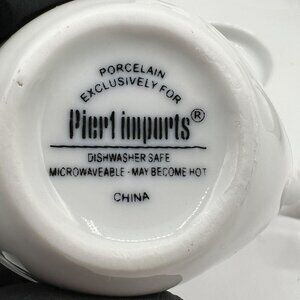 PORCELAIN
EXCLUSIVELY FOR
Pier1 imports®
DISHWASHER SAFE
MICROWAVEABLE - MAY BECOME HOT
CHINA